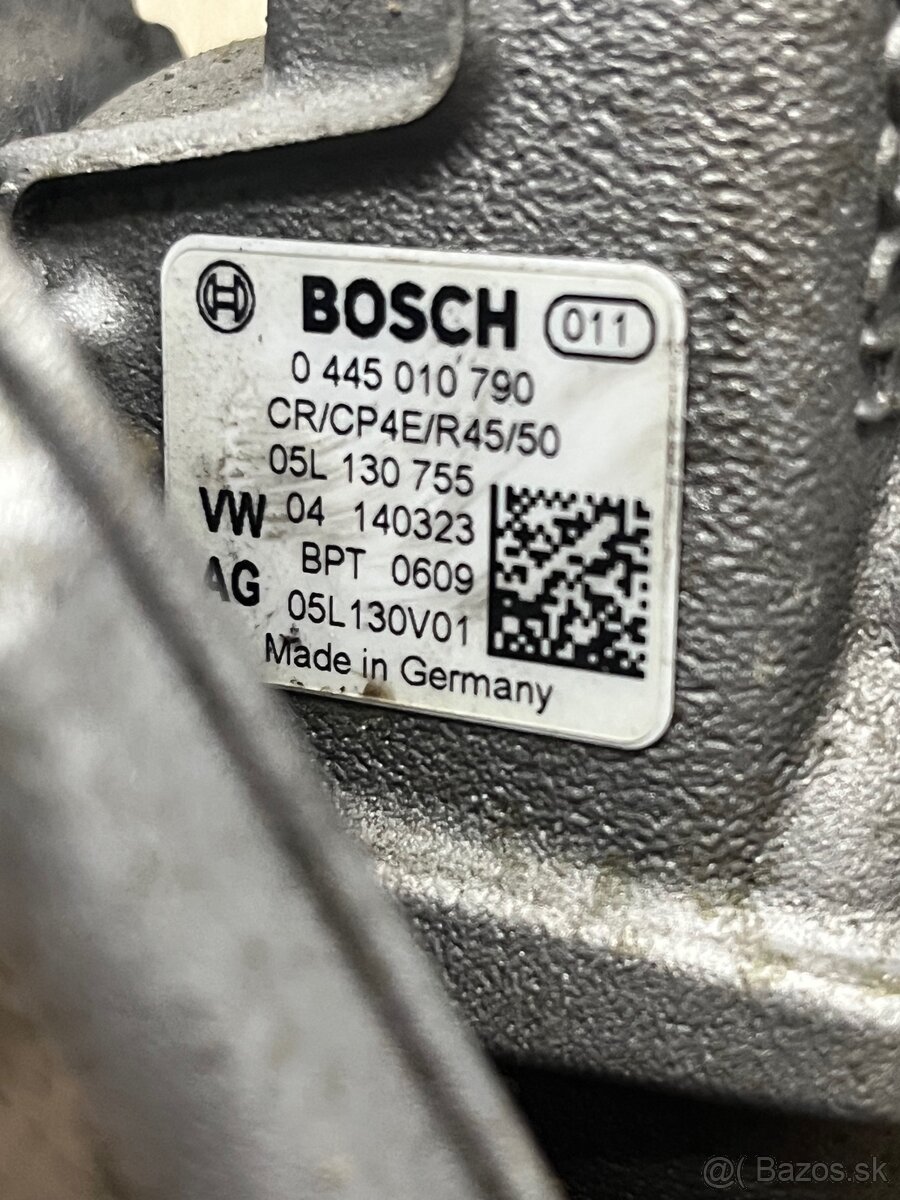 BOSCH 011
0 445 010 790
CR/CP4E/R45/50
05L 130 755
VW 04 140323
BPT 0609
AG 05L130V01
Made in Germany
@( Bazos.sk